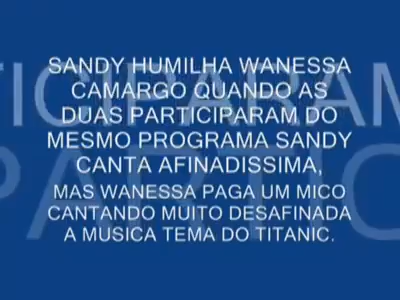 SANDY HUMILHA WANESSA
CAMARGO QUANDO AS
DUAS PARTICIPARAM DO
MESMO PROGRAMA SANDY
CANTA AFINADISSIMA,
MAS WANESSA PAGA UM MICO
CANTANDO MUITO DESAFINADA
A MUSICA TEMA DO TITANIC.